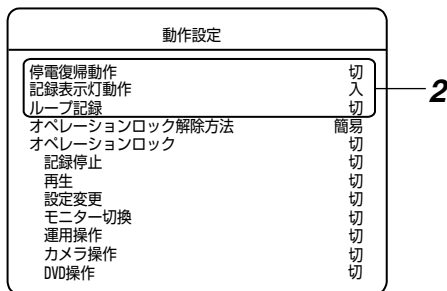 動作設定
停電復帰動作 切
記録表示灯動作 入
ループ記録 切
オペレーションロック解除方法 簡易
オペレーションロック 切
記録停止 切
再生 切
設定変更 切
モニター切換 切
運用操作 切
カメラ操作 切
DVD操作 切
2